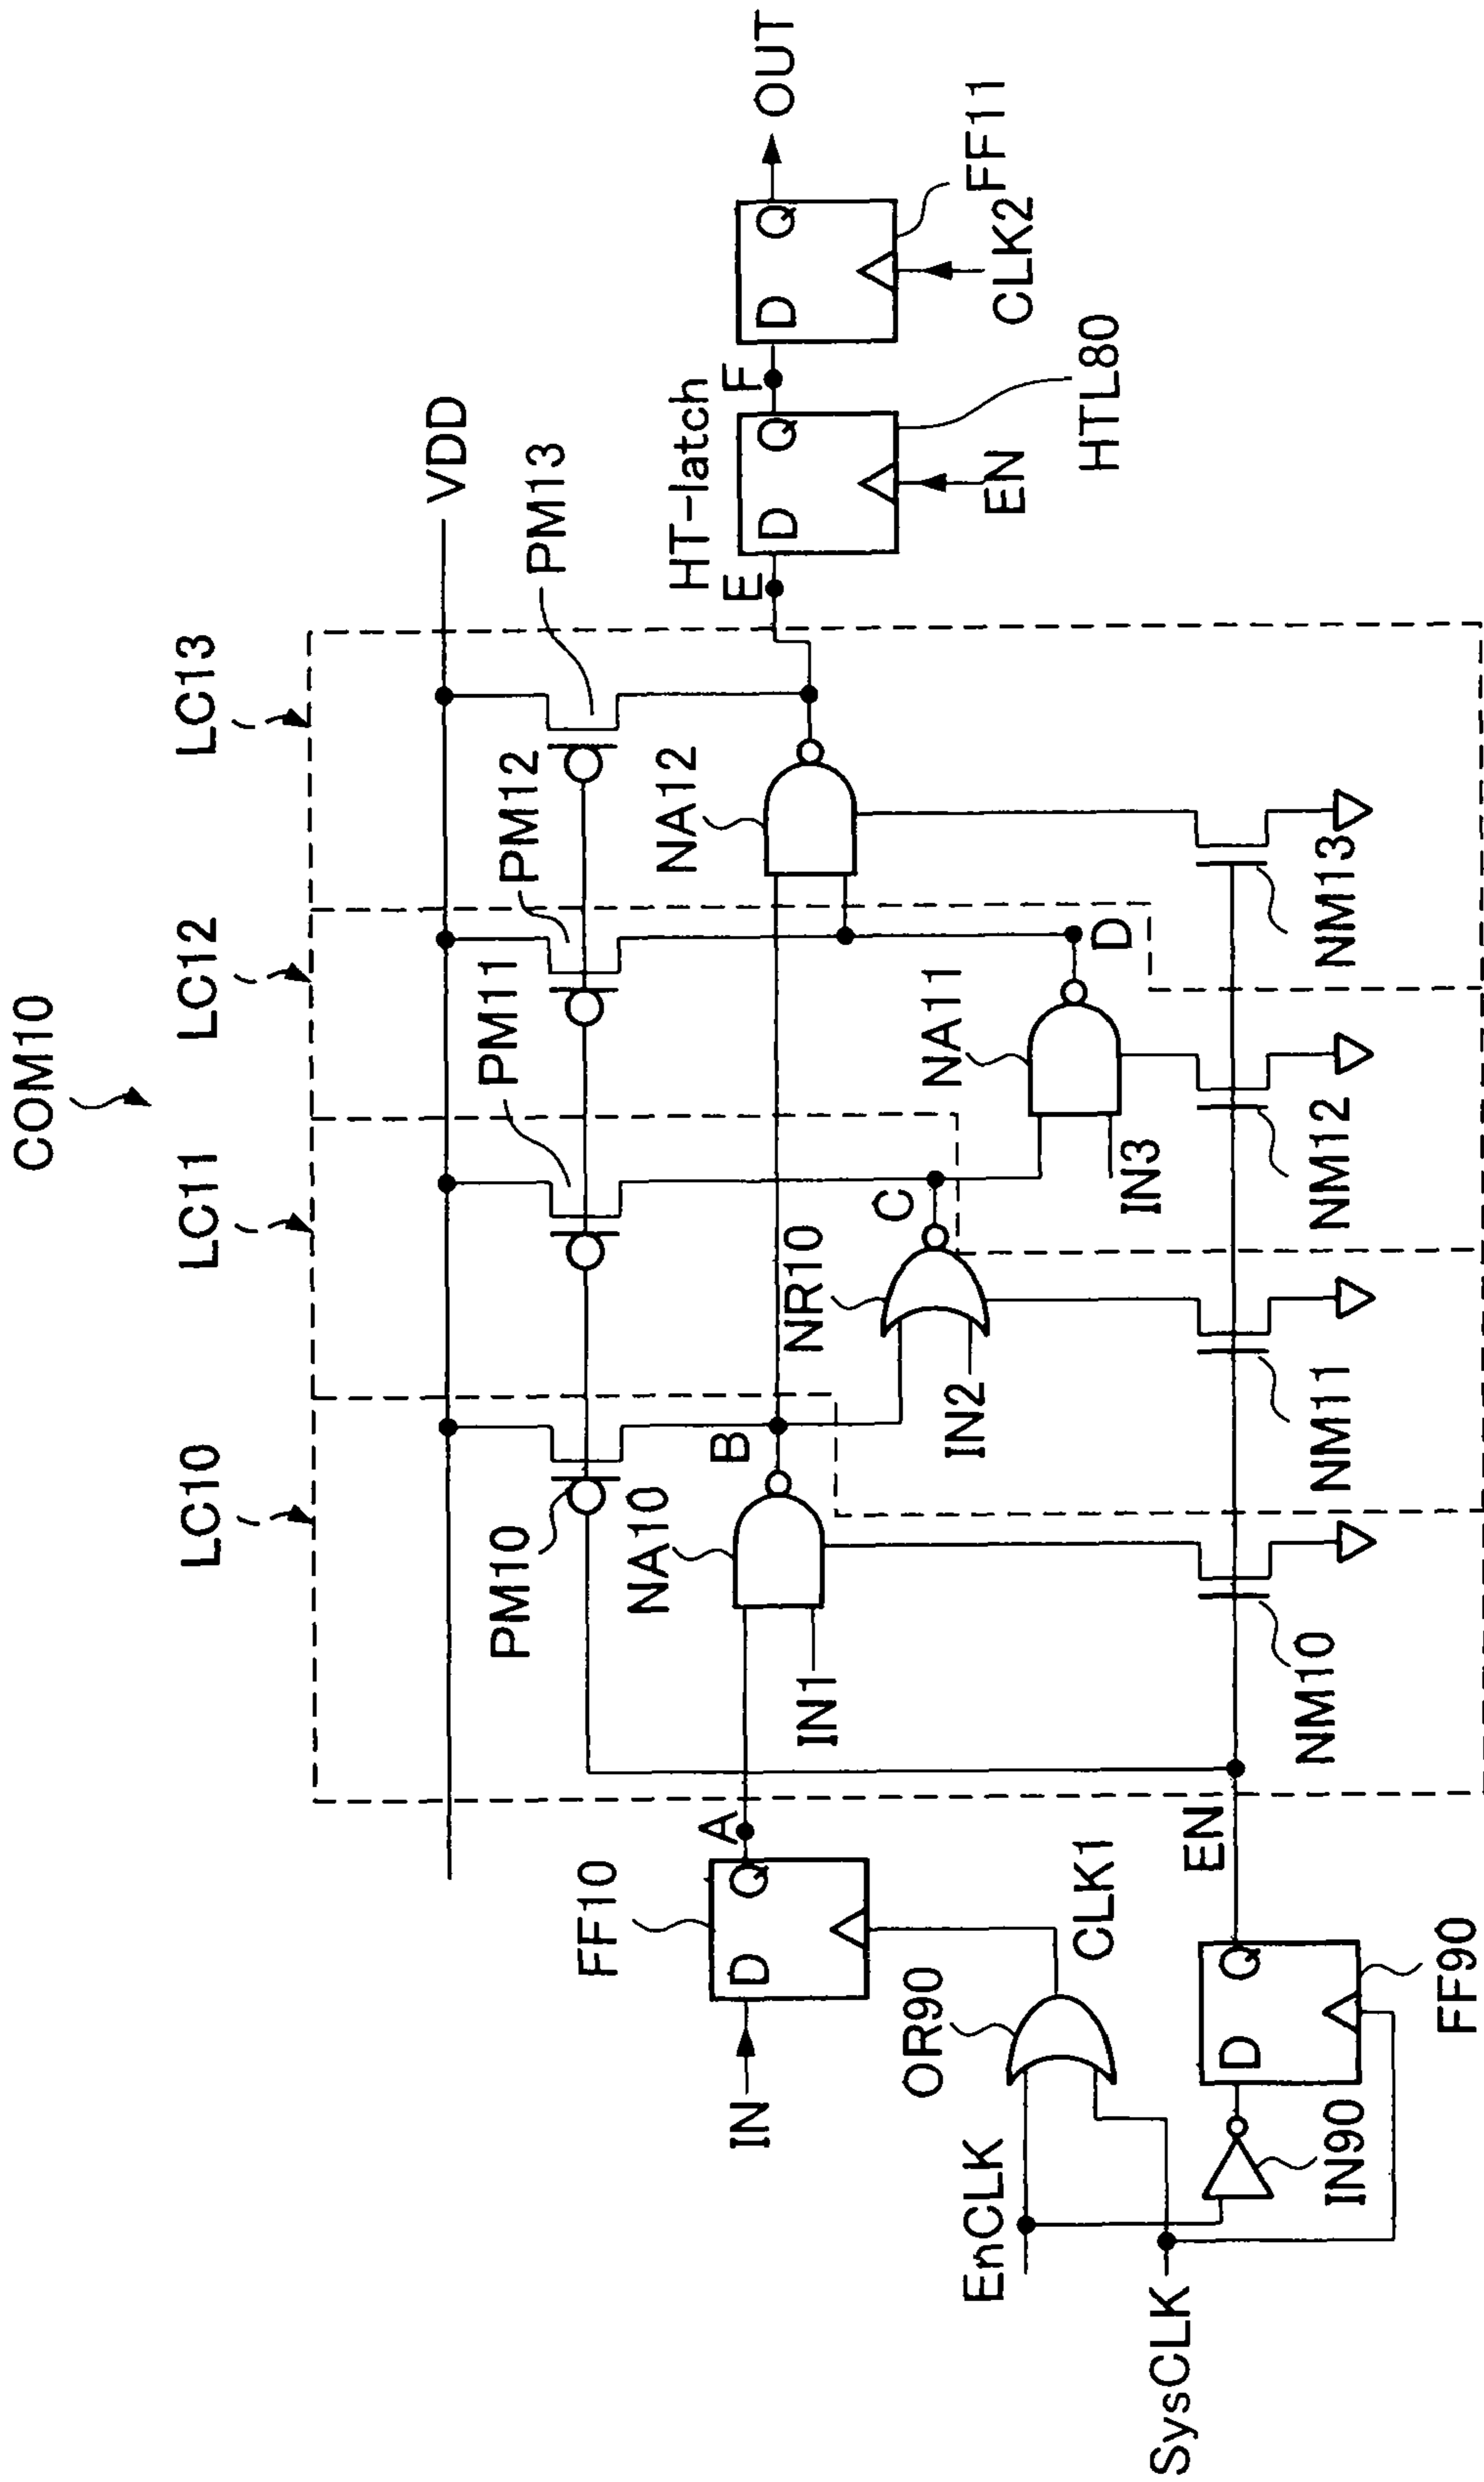 COM10
LC10
LC11
LC12
LC13
VDD
PM10
PM11
PM12
PM13
HT-latch
FF10
IN
D
Q
A
NA10
IN1
B
NR10
IN2
C
NA11
IN3
D
NA12
E
D
Q
EN
HTL80
F
D
Q
CLK2
FF11
OUT
EnCLK
SysCLK
OR90
CLK1
IN90
D
Q
FF90
EN
NM10
NM11
NM12
NM13